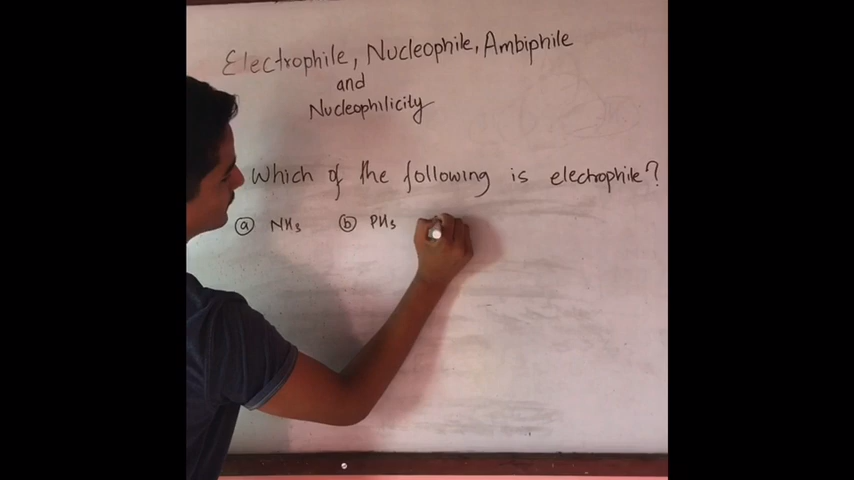 Electrophile, Nucleophile, Ambiphile
and
Nucleophilicity
Which of the following is electrophile?
ⓐ NH₃ ⓑ PH₃